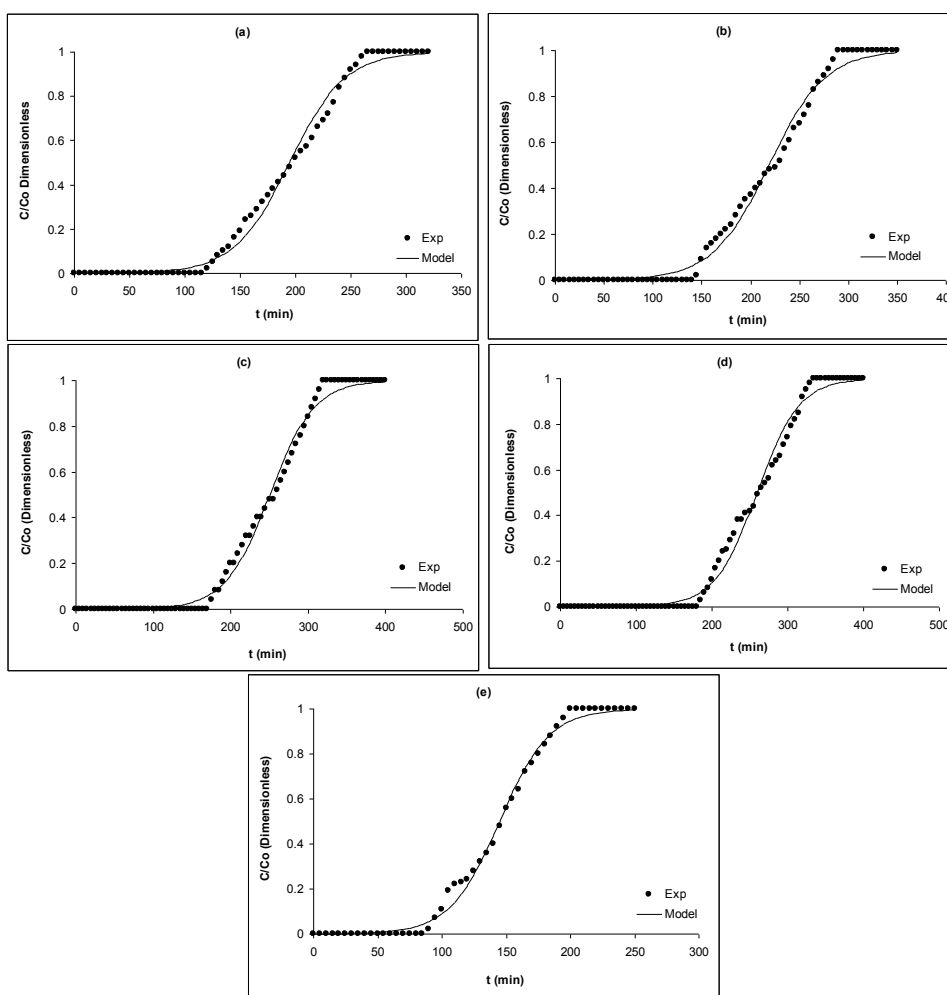 (a)
C/Co Dimensionless
1
0.8
0.6
0.4
0.2
0
0 50 100 150 200 250 300 350
t (min)
Exp
Model
(b)
C/Co (Dimensionless)
1
0.8
0.6
0.4
0.2
0
0 50 100 150 200 250 300 350 400
t (min)
Exp
Model
(c)
C/Co (Dimensionless)
1
0.8
0.6
0.4
0.2
0
0 100 200 300 400 500
t (min)
Exp
Model
(d)
C/Co (Dimensionless)
1
0.8
0.6
0.4
0.2
0
0 100 200 300 400 500
t (min)
Exp
Model
(e)
C/Co (Dimensionless)
1
0.8
0.6
0.4
0.2
0
0 50 100 150 200 250 300
t (min)
Exp
Model